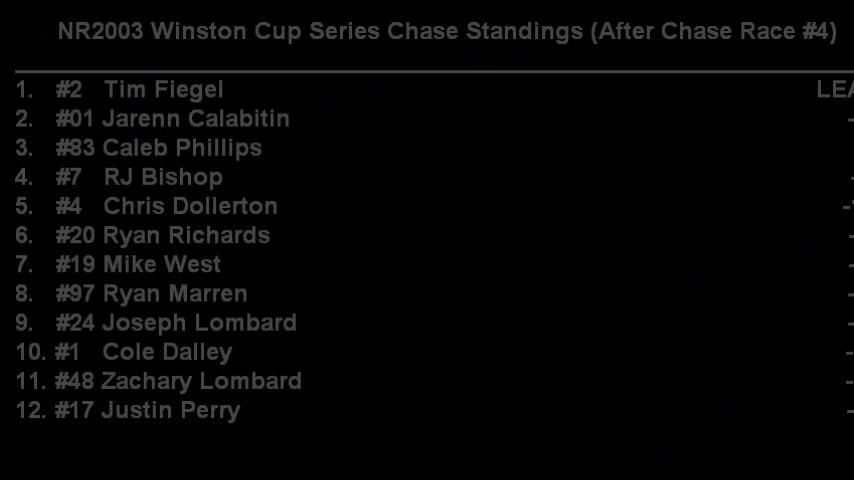 NR2003 Winston Cup Series Chase Standings (After Chase Race #4)
1. #2 Tim Fiegel
2. #01 Jarenn Calabitin
3. #83 Caleb Phillips
4. #7 RJ Bishop
5. #4 Chris Dollerton
6. #20 Ryan Richards
7. #19 Mike West
8. #97 Ryan Marren
9. #24 Joseph Lombard
10. #1 Cole Dalley
11. #48 Zachary Lombard
12. #17 Justin Perry